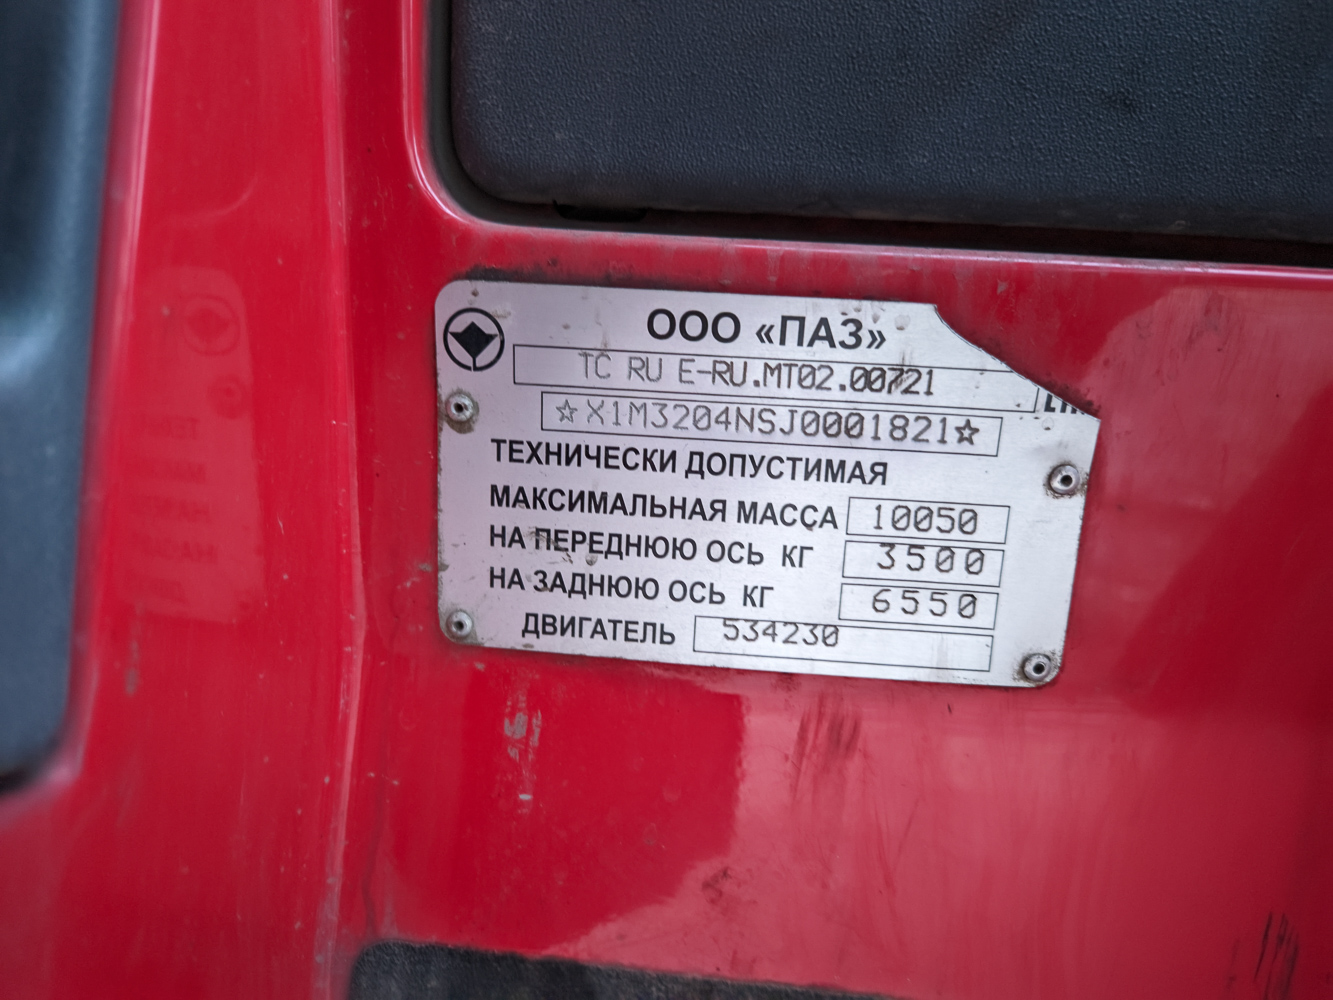 ООО «ПАЗ»
ТС RU E-RU.МТ02.00721
☆X1M3204NSJ0001821☆
ТЕХНИЧЕСКИ ДОПУСТИМАЯ
МАКСИМАЛЬНАЯ МАССА 10050
НА ПЕРЕДНЮЮ ОСЬ КГ 3500
НА ЗАДНЮЮ ОСЬ КГ 6550
ДВИГАТЕЛЬ 534230